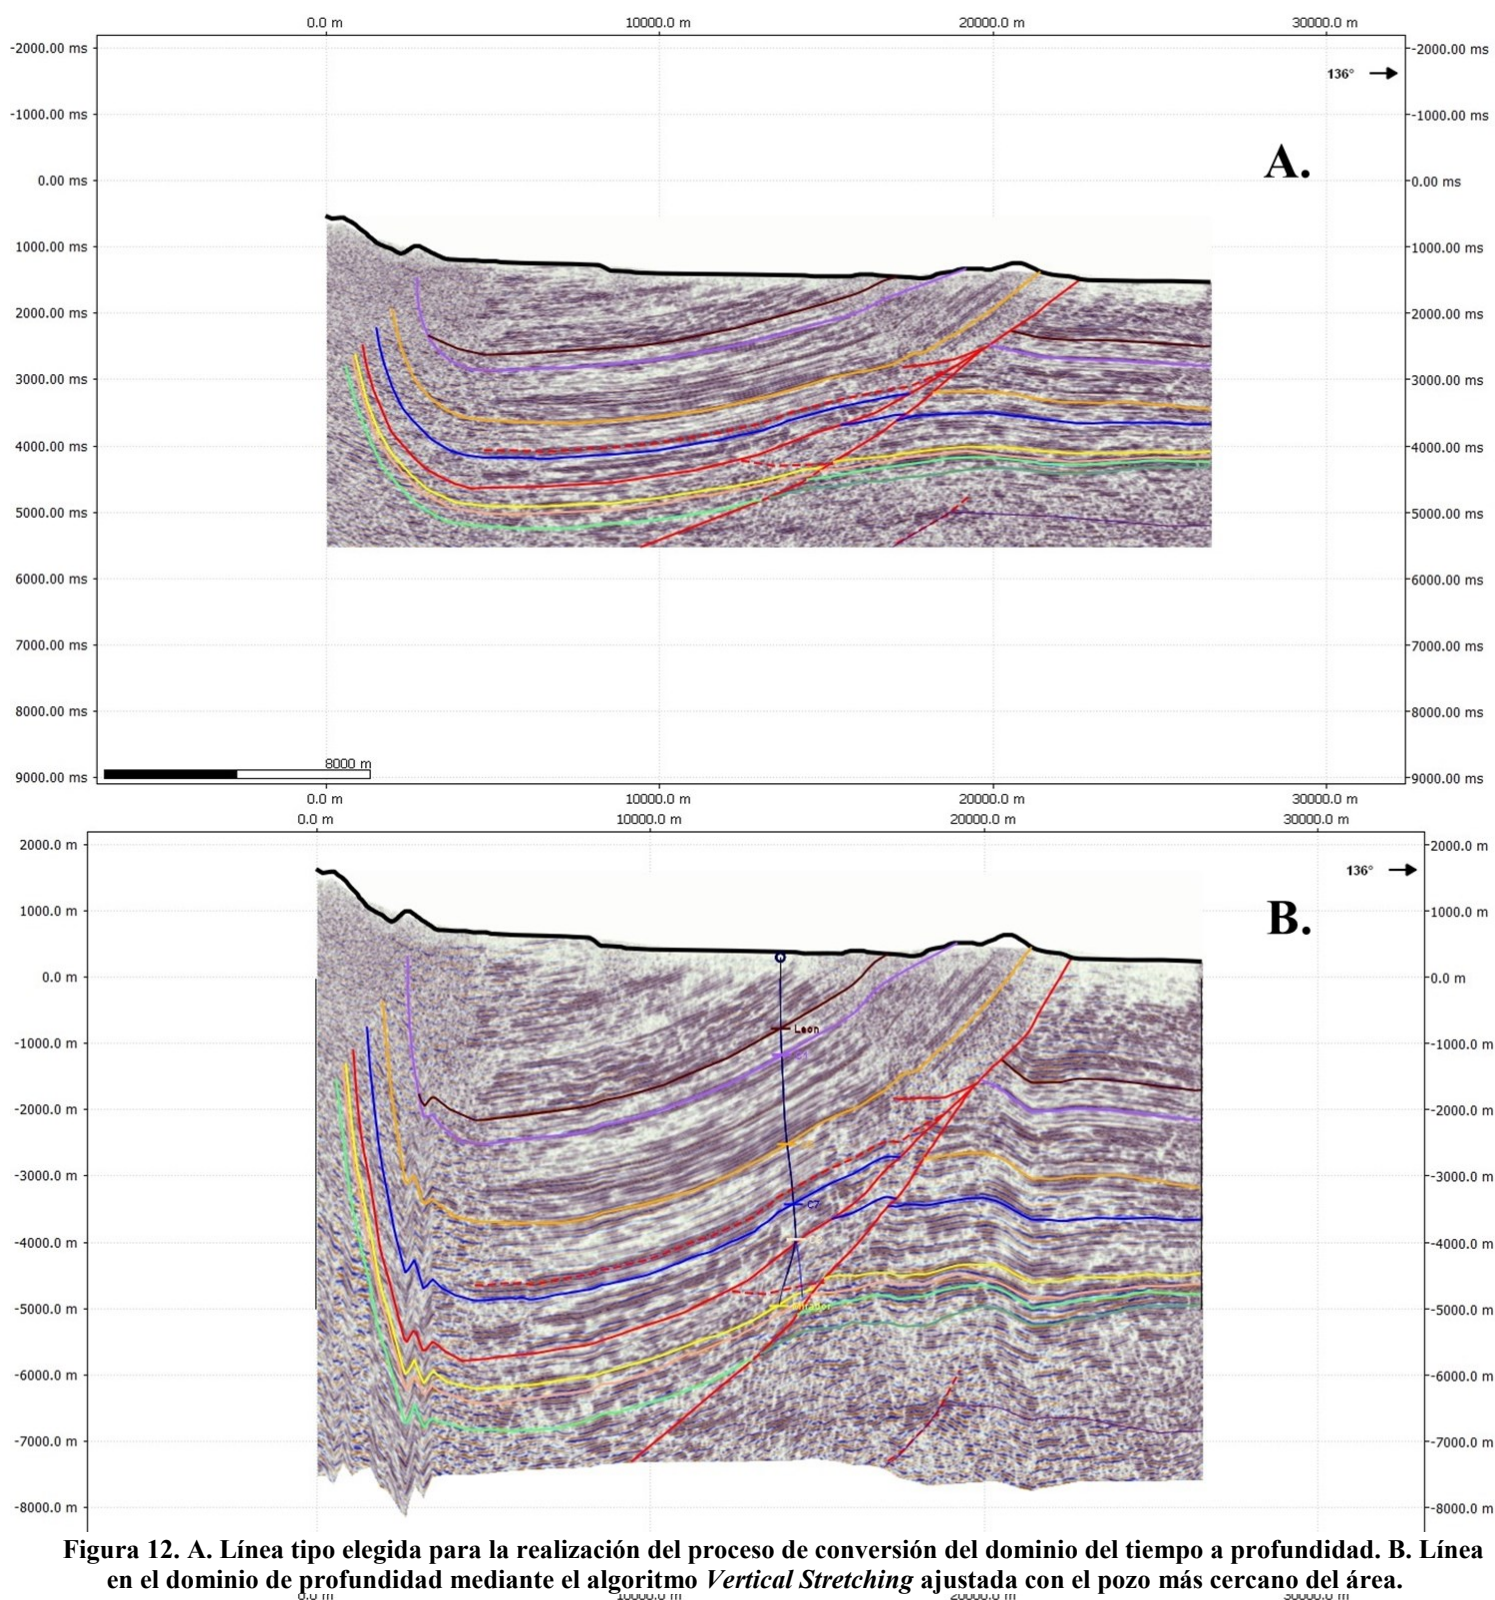 0.0 m 10000.0 m 20000.0 m 30000.0 m
-2000.00 ms -2000.00 ms
136°
-1000.00 ms -1000.00 ms
A.
0.00 ms 0.00 ms
1000.00 ms 1000.00 ms
2000.00 ms 2000.00 ms
3000.00 ms 3000.00 ms
4000.00 ms 4000.00 ms
5000.00 ms 5000.00 ms
6000.00 ms 6000.00 ms
7000.00 ms 7000.00 ms
8000.00 ms 8000.00 ms
8000 m
9000.00 ms 9000.00 ms
0.0 m 10000.0 m 20000.0 m 30000.0 m
0.0 m 10000.0 m 20000.0 m 30000.0 m
2000.0 m 2000.0 m
136°
1000.0 m 1000.0 m
B.
0.0 m 0.0 m
Leon
-1000.0 m -1000.0 m
-2000.0 m -2000.0 m
-3000.0 m -3000.0 m
C7
-4000.0 m -4000.0 m
-5000.0 m -5000.0 m
-6000.0 m -6000.0 m
-7000.0 m -7000.0 m
-8000.0 m -8000.0 m
Figura 12. A. Línea tipo elegida para la realización del proceso de conversión del dominio del tiempo a profundidad. B. Línea
en el dominio de profundidad mediante el algoritmo Vertical Stretching ajustada con el pozo más cercano del área.
0.0 m 10000.0 m 20000.0 m 30000.0 m